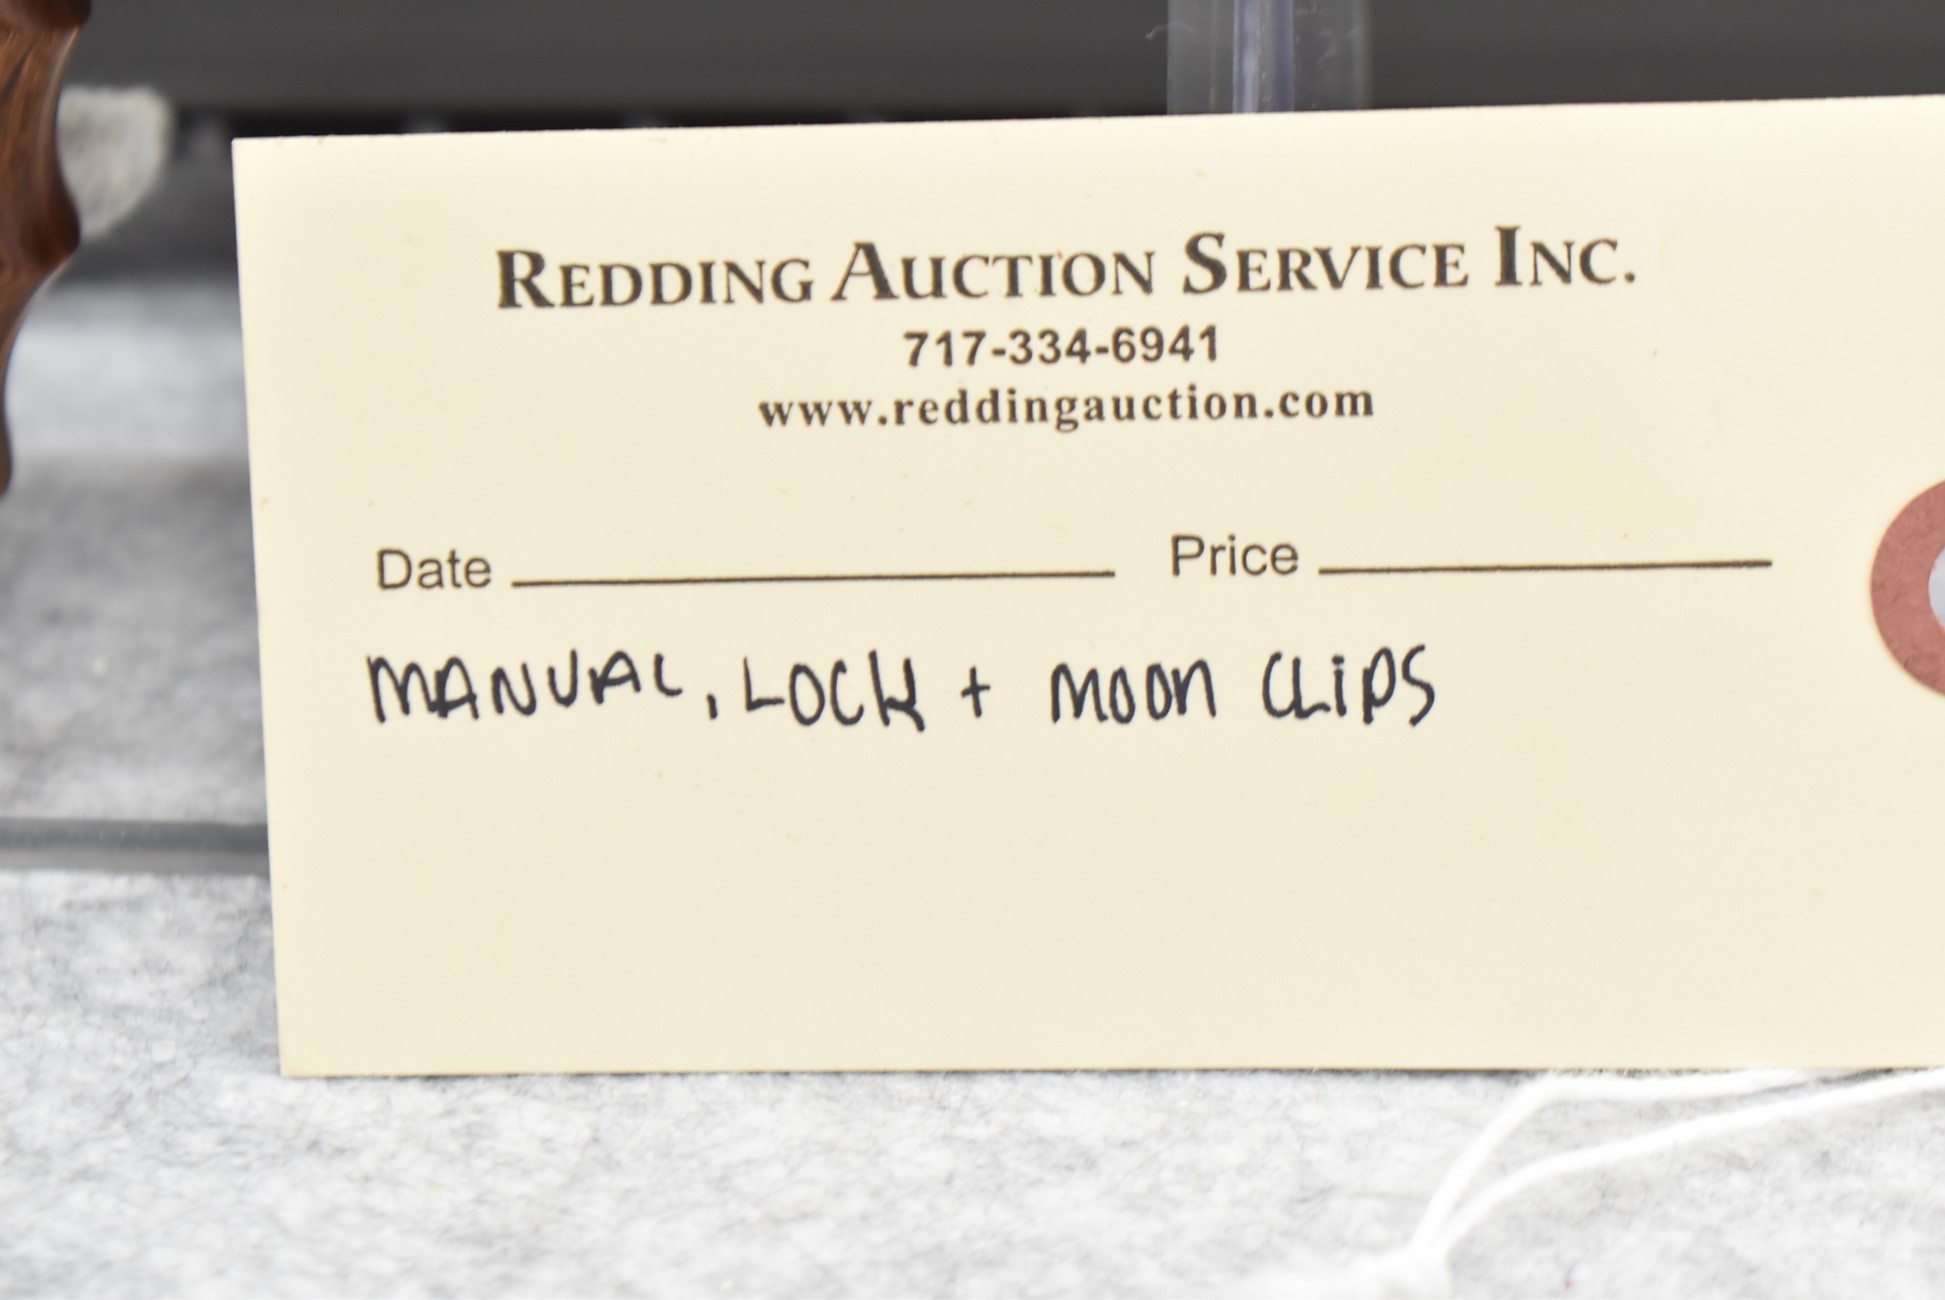 REDDING AUCTION SERVICE INC.
717-334-6941
www.reddingauction.com
Date Price
MANUAL, LOCK + MOON CLIPS